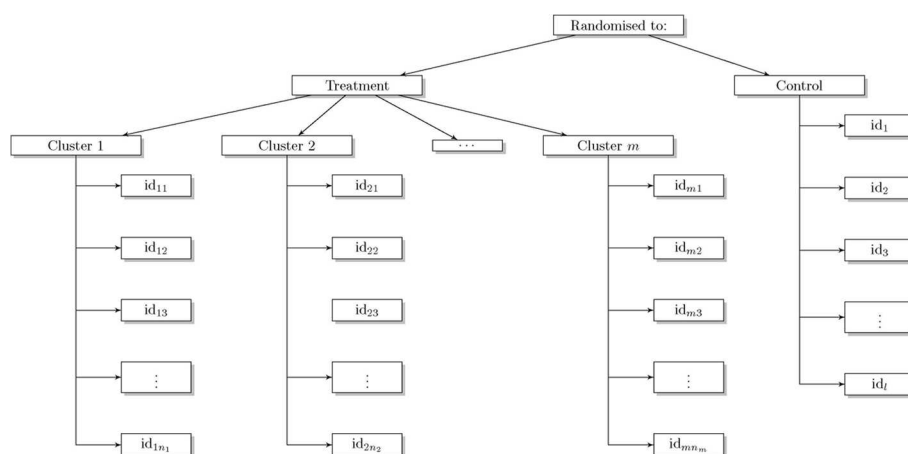 Randomised to:
Treatment
Control
Cluster 1
Cluster 2
...
Cluster m
id₁₁
id₁₂
id₁₃
⋮
id₁ₙ₁
id₂₁
id₂₂
id₂₃
⋮
id₂ₙ₂
idₘ₁
idₘ₂
idₘ₃
⋮
idₘₙₘ
id₁
id₂
id₃
⋮
idₗ